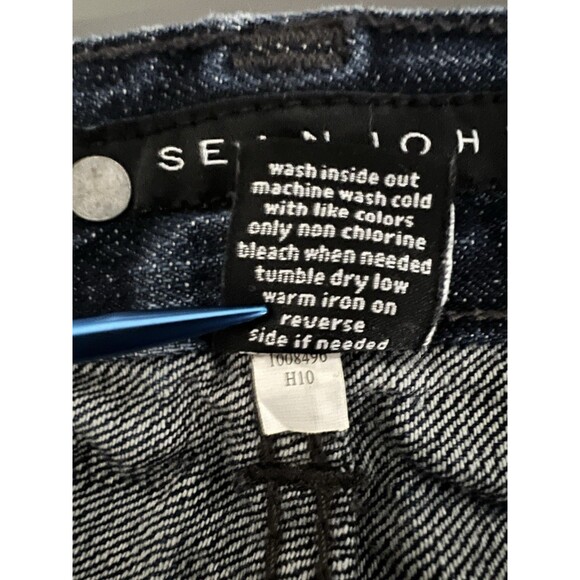 SE
wash inside out
machine wash cold
with like colors
only non chlorine
bleach when needed
tumble dry low
warm iron on
reverse
side if needed
1008496
H10